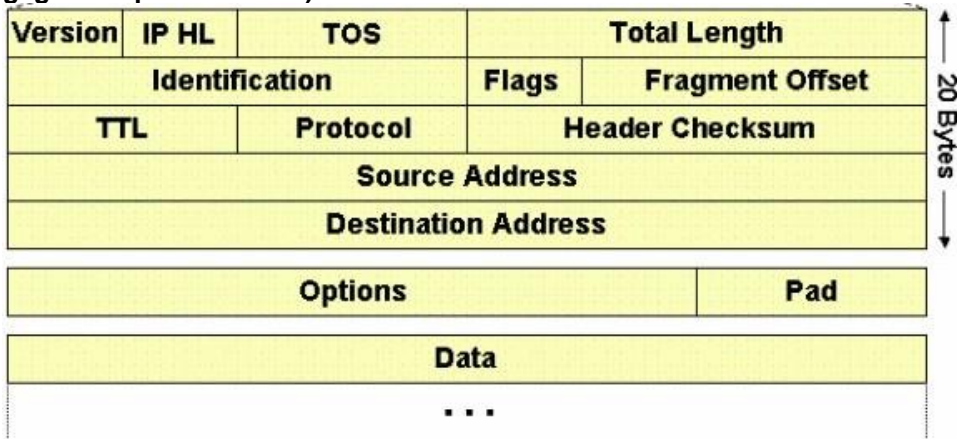 Version IP HL TOS Total Length
Identification Flags Fragment Offset
TTL Protocol Header Checksum
Source Address
Destination Address
20 Bytes
Options Pad
Data
...